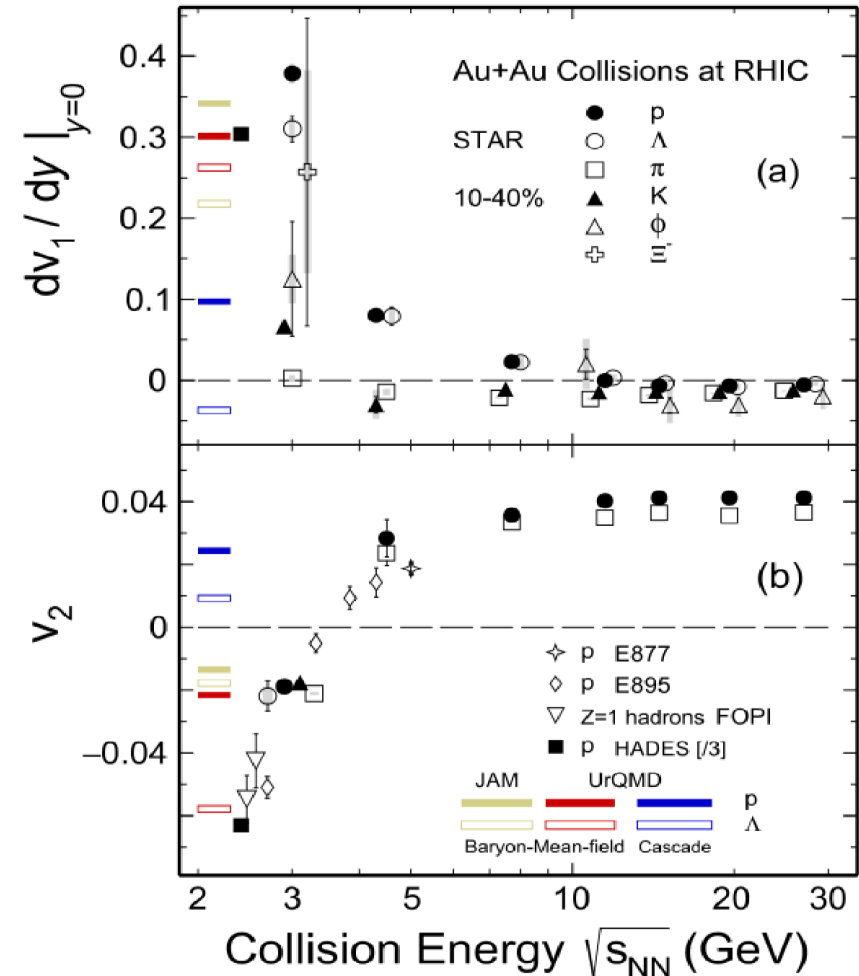 dv₁ / dy |y=0
0.4
0.3
0.2
0.1
0
Au+Au Collisions at RHIC
STAR
10-40%
p
Λ
π
K
ϕ
Ξ⁻
(a)
v₂
0.04
0
−0.04
(b)
p E877
p E895
Z=1 hadrons FOPI
p HADES [/3]
JAM UrQMD
p
Λ
Baryon-Mean-field Cascade
2 3 4 5 10 20 30
Collision Energy √sNN (GeV)